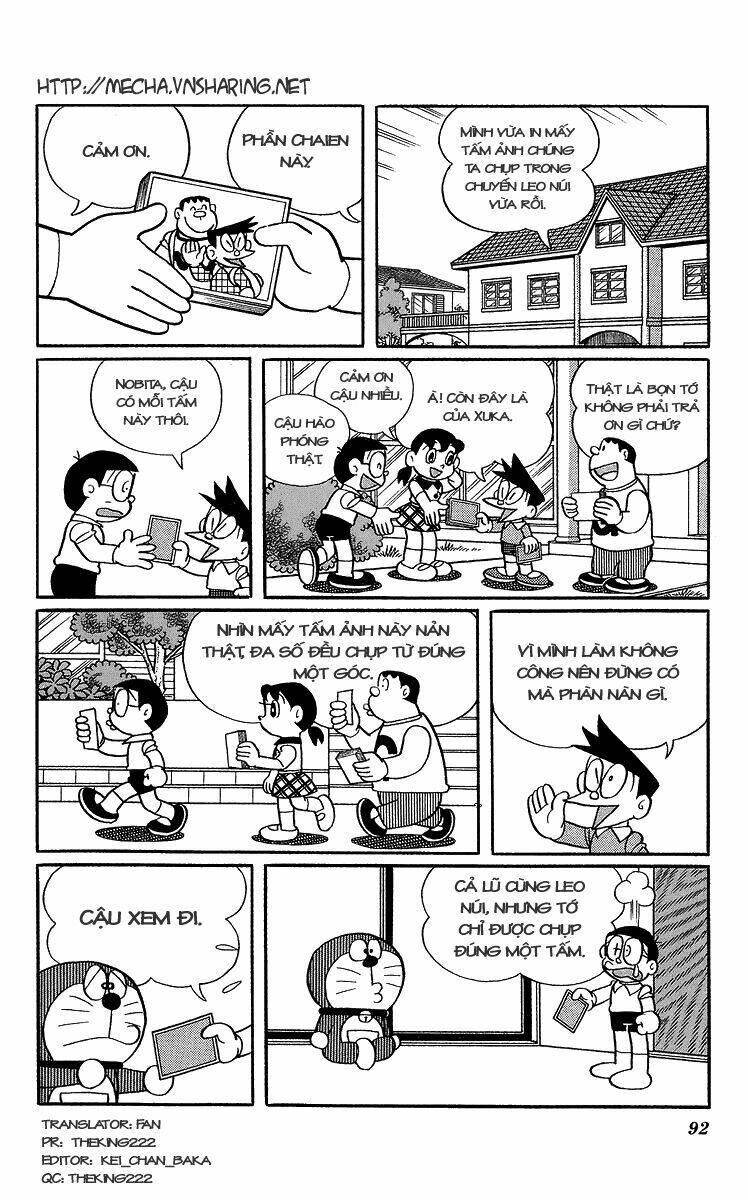 HTTP://MECHA.VNSHARING.NET
MÌNH VỪA IN MẤY
TẤM ẢNH CHÚNG
TA CHỤP TRONG
CHUYẾN LEO NÚI
VỪA RỒI.
PHẦN CHAIEN
NÀY.
CẢM ƠN.
THẬT LÀ BỌN TỚ
KHÔNG PHẢI TRẢ
ƠN GÌ CHỨ?
À! CÒN ĐÂY LÀ
CỦA XUKA.
CẢM ƠN
CẬU NHIỀU.
CẬU HÀO
PHÓNG
THẬT.
NOBITA, CẬU
CÓ MỖI TẤM
NÀY THÔI.
VÌ MÌNH LÀM KHÔNG
CÔNG NÊN ĐỪNG CÓ
MÀ PHÀN NÀN GÌ.
NHÌN MẤY TẤM ẢNH NÀY NẢN
THẬT, ĐA SỐ ĐỀU CHỤP TỪ ĐÚNG
MỘT GÓC.
CẢ LŨ CÙNG LEO
NÚI, NHƯNG TỚ
CHỈ ĐƯỢC CHỤP
ĐÚNG MỘT TẤM.
CẬU XEM ĐI.
TRANSLATOR: FAN
PR: THEKING222
EDITOR: KEI_CHAN_BAKA
QC: THEKING222
92